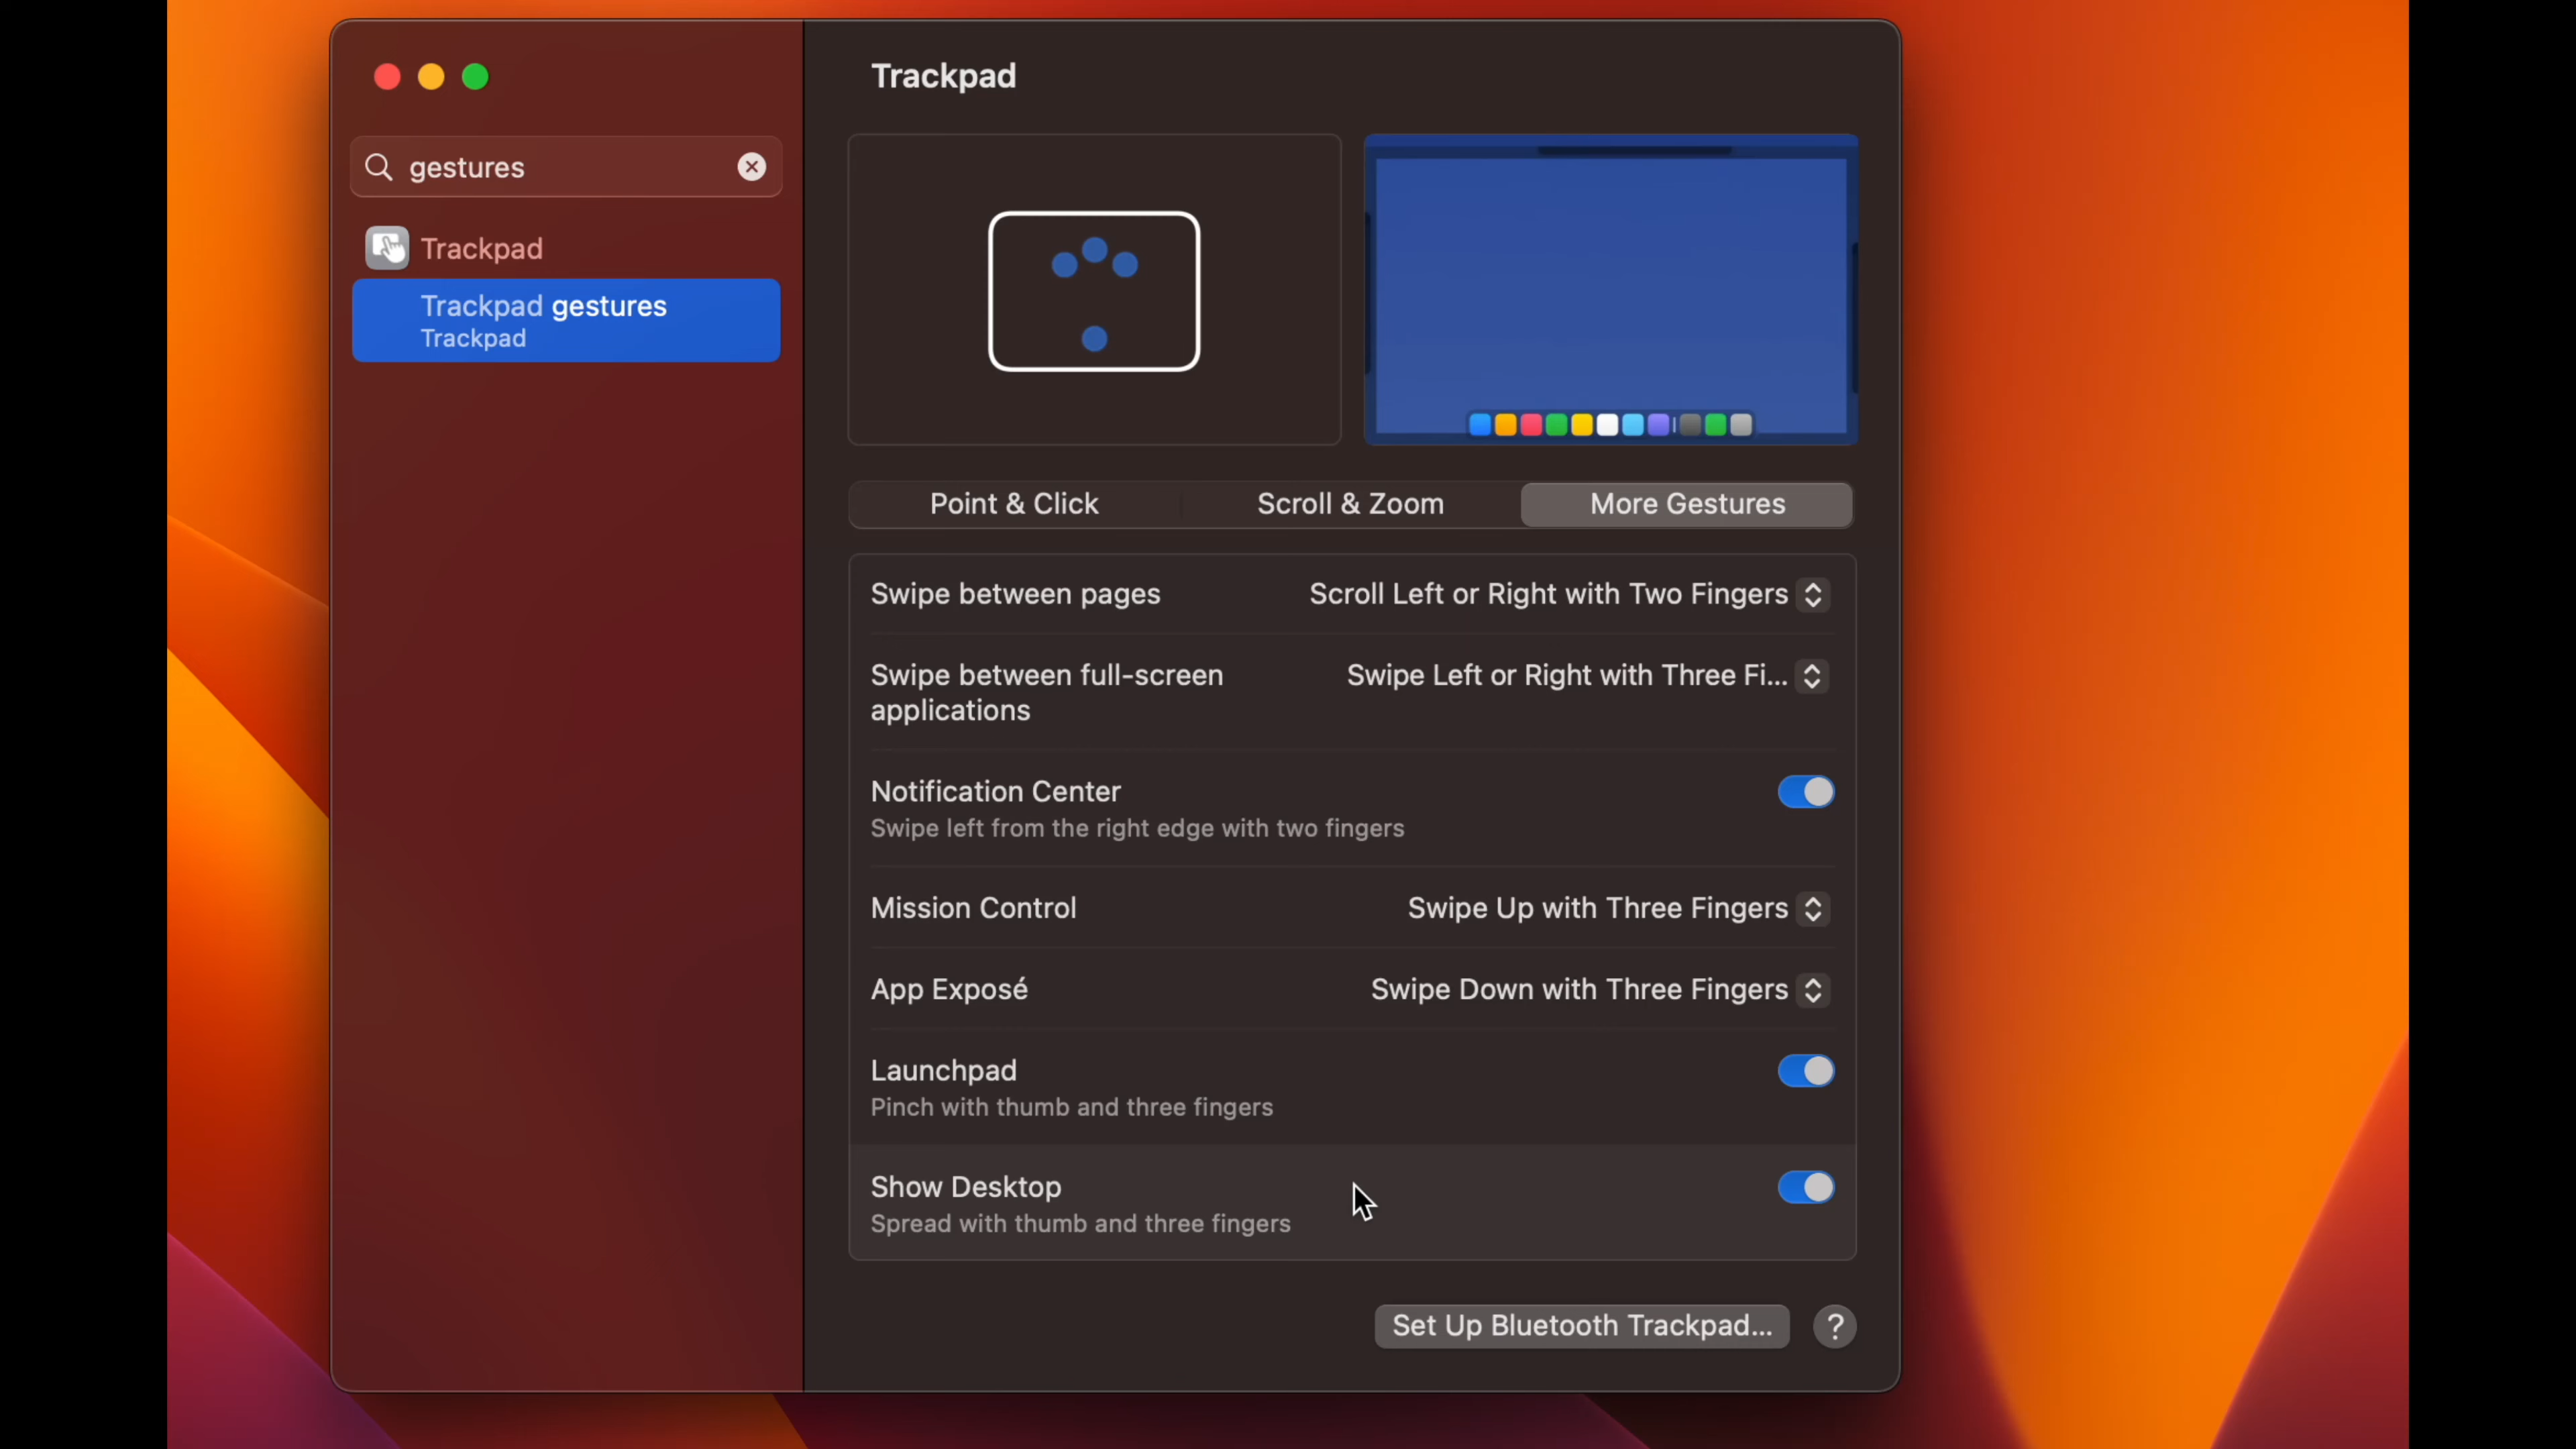 Trackpad
gestures
Trackpad
Trackpad gestures
Trackpad
Point & Click
Scroll & Zoom
More Gestures
Swipe between pages
Scroll Left or Right with Two Fingers
Swipe between full-screen
applications
Swipe Left or Right with Three Fi...
Notification Center
Swipe left from the right edge with two fingers
Mission Control
Swipe Up with Three Fingers
App Exposé
Swipe Down with Three Fingers
Launchpad
Pinch with thumb and three fingers
Show Desktop
Spread with thumb and three fingers
Set Up Bluetooth Trackpad...
?